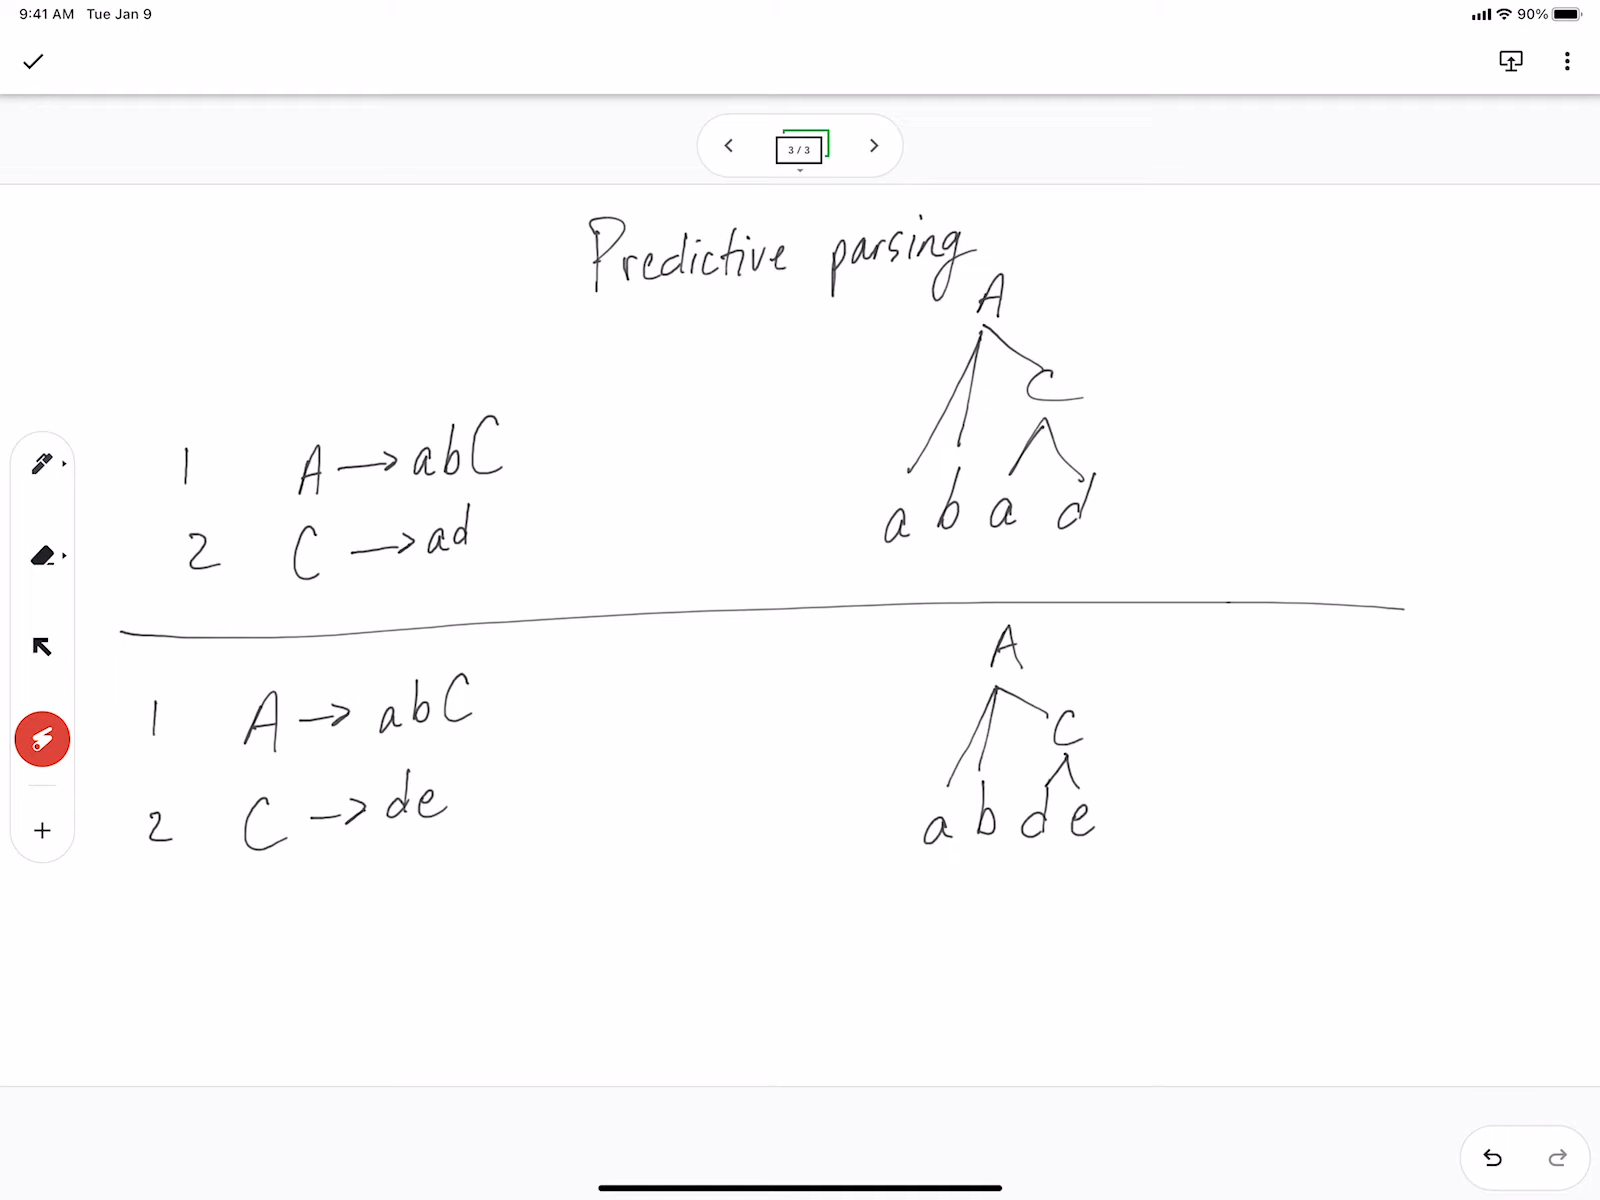 9:41 AM Tue Jan 9
90%
3 / 3
Predictive parsing
A
C
1 A → abC
a b a d
2 C → ad
A
1 A → abC
C
2 C → de
a b d e